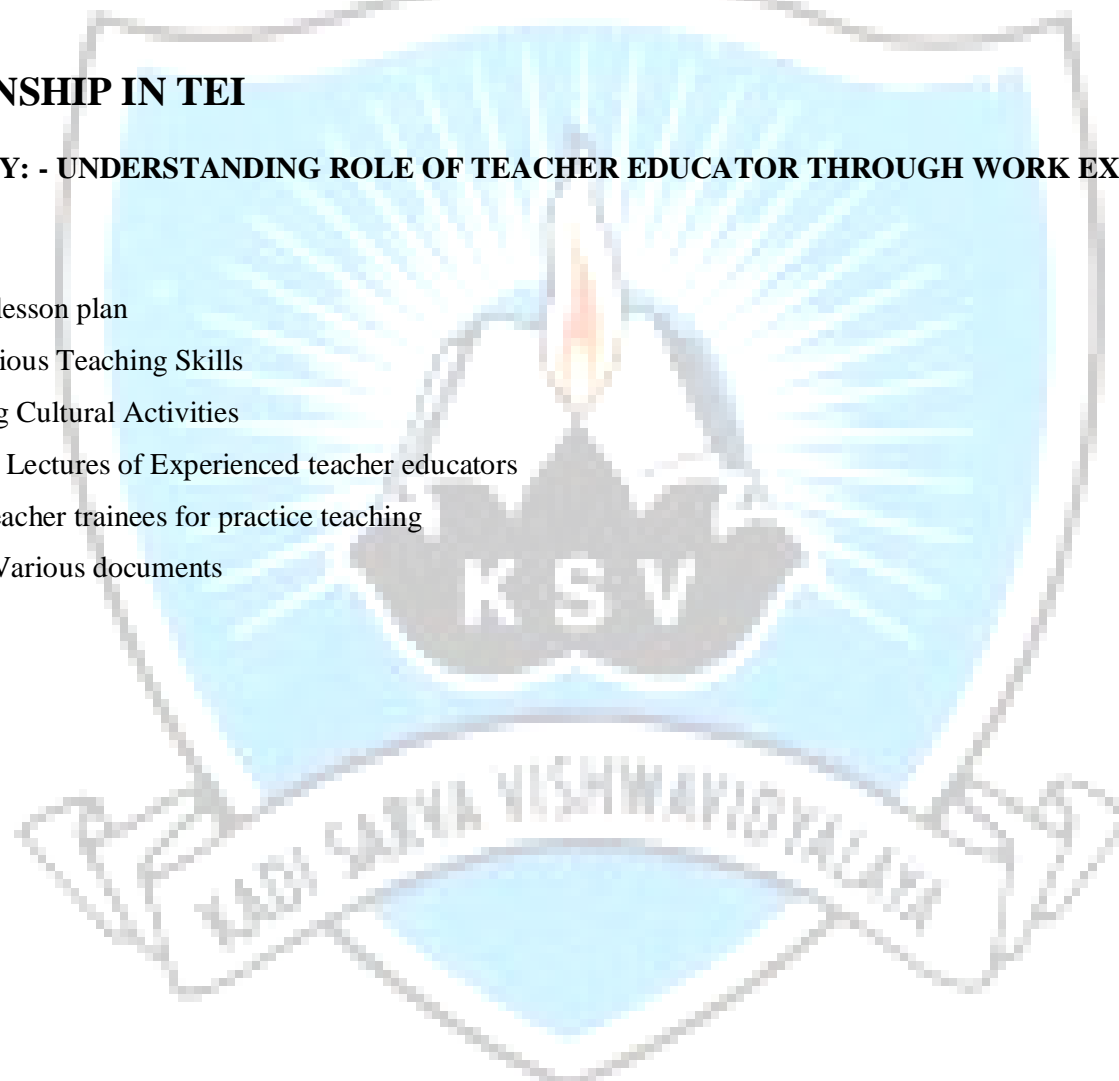 NSHIP IN TEI
Y: - UNDERSTANDING ROLE OF TEACHER EDUCATOR THROUGH WORK EX
lesson plan
ious Teaching Skills
g Cultural Activities
Lectures of Experienced teacher educators
eacher trainees for practice teaching
Various documents
KSV
KADI SARVA VISHWAVIDYALAYA